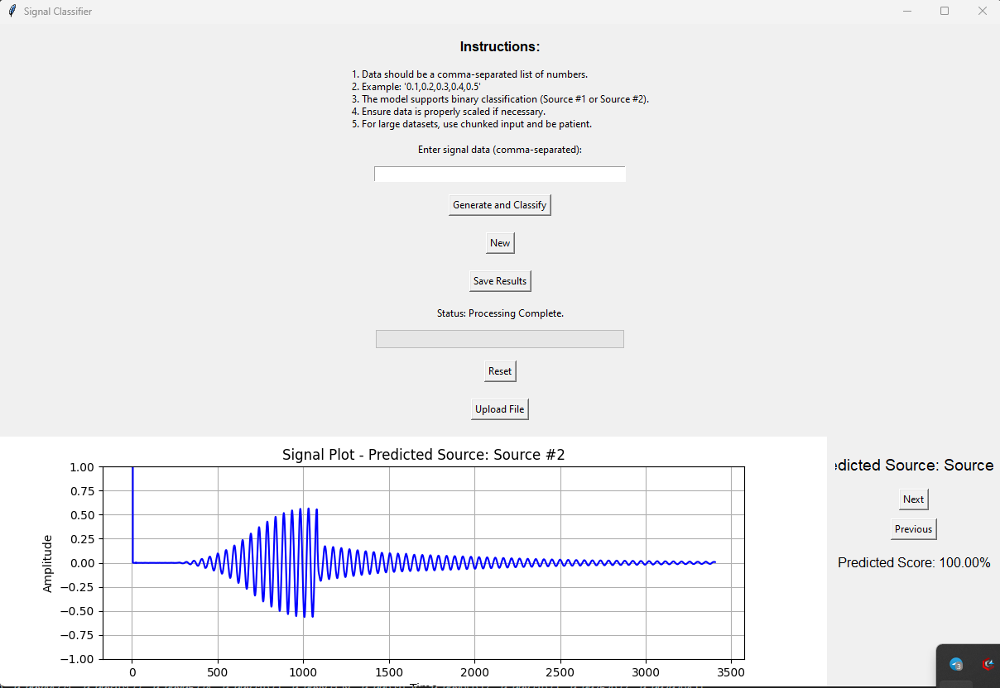 Signal Classifier
Instructions:
1. Data should be a comma-separated list of numbers.
2. Example: '0.1,0.2,0.3,0.4,0.5'
3. The model supports binary classification (Source #1 or Source #2).
4. Ensure data is properly scaled if necessary.
5. For large datasets, use chunked input and be patient.
Enter signal data (comma-separated):
Generate and Classify
New
Save Results
Status: Processing Complete.
Reset
Upload File
Signal Plot - Predicted Source: Source #2
1.00
0.75
0.50
0.25
0.00
−0.25
−0.50
−0.75
−1.00
Amplitude
0 500 1000 1500 2000 2500 3000 3500
edicted Source: Source
Next
Previous
Predicted Score: 100.00%
3